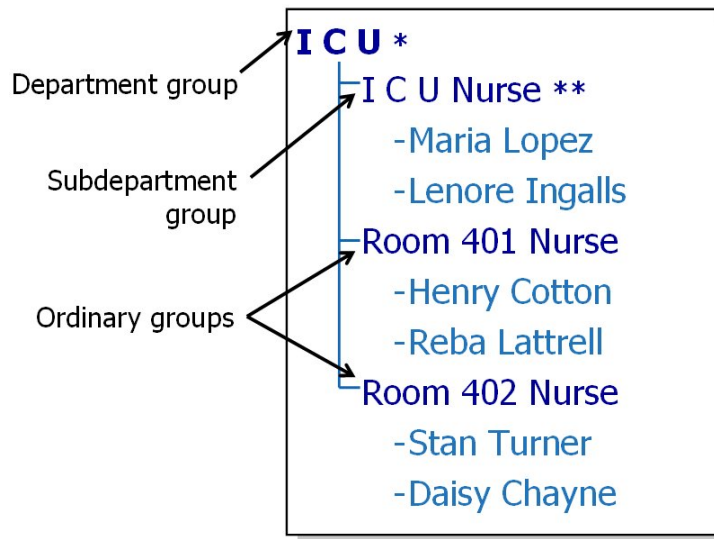 I C U *
Department group
I C U Nurse **
-Maria Lopez
Subdepartment
group
-Lenore Ingalls
Room 401 Nurse
-Henry Cotton
Ordinary groups
-Reba Lattrell
Room 402 Nurse
-Stan Turner
-Daisy Chayne